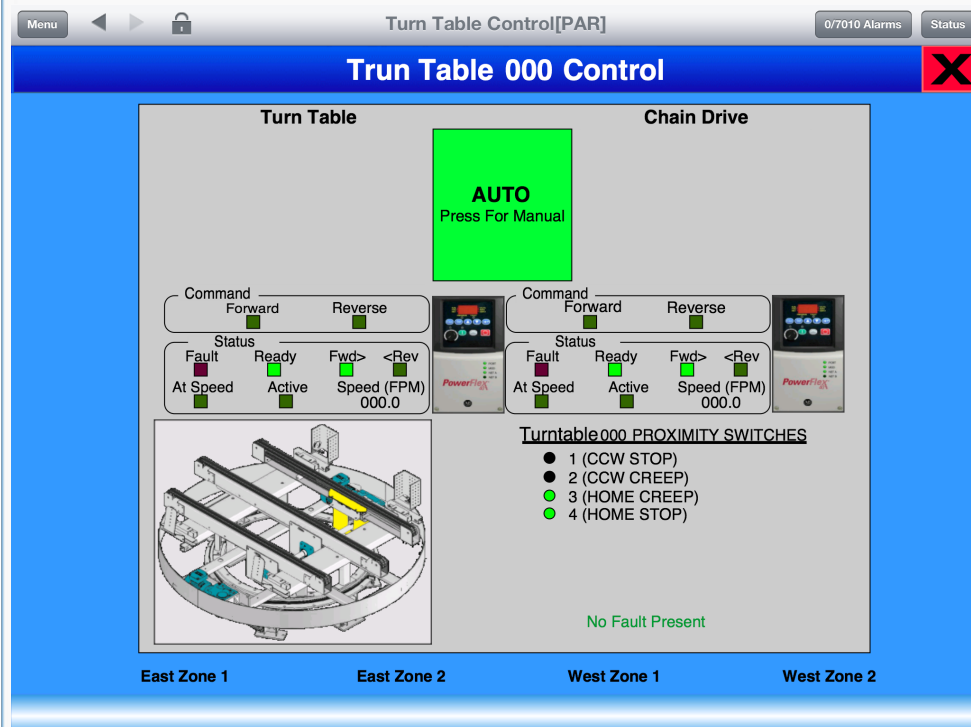 Menu
Turn Table Control[PAR]
0/7010 Alarms
Status
Trun Table 000 Control
X
Turn Table
Chain Drive
AUTO
Press For Manual
Command
Forward
Reverse
Status
Fault
Ready
Fwd>
<Rev
At Speed
Active
Speed (FPM)
000.0
PowerFlex
Command
Forward
Reverse
Status
Fault
Ready
Fwd>
<Rev
At Speed
Active
Speed (FPM)
000.0
PowerFlex
Turntable 000 PROXIMITY SWITCHES
1 (CCW STOP)
2 (CCW CREEP)
3 (HOME CREEP)
4 (HOME STOP)
No Fault Present
East Zone 1
East Zone 2
West Zone 1
West Zone 2